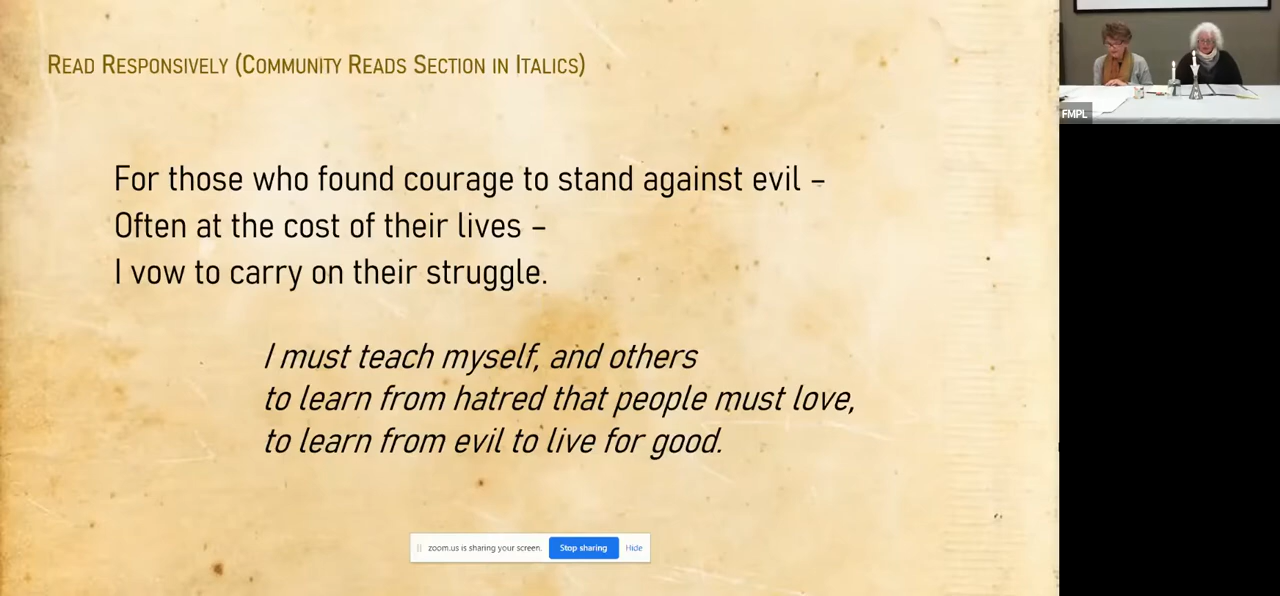 READ RESPONSIVELY (COMMUNITY READS SECTION IN ITALICS)
For those who found courage to stand against evil –
Often at the cost of their lives –
I vow to carry on their struggle.
I must teach myself, and others
to learn from hatred that people must love,
to learn from evil to live for good.
zoom.us is sharing your screen. Stop sharing Hide
FMPL